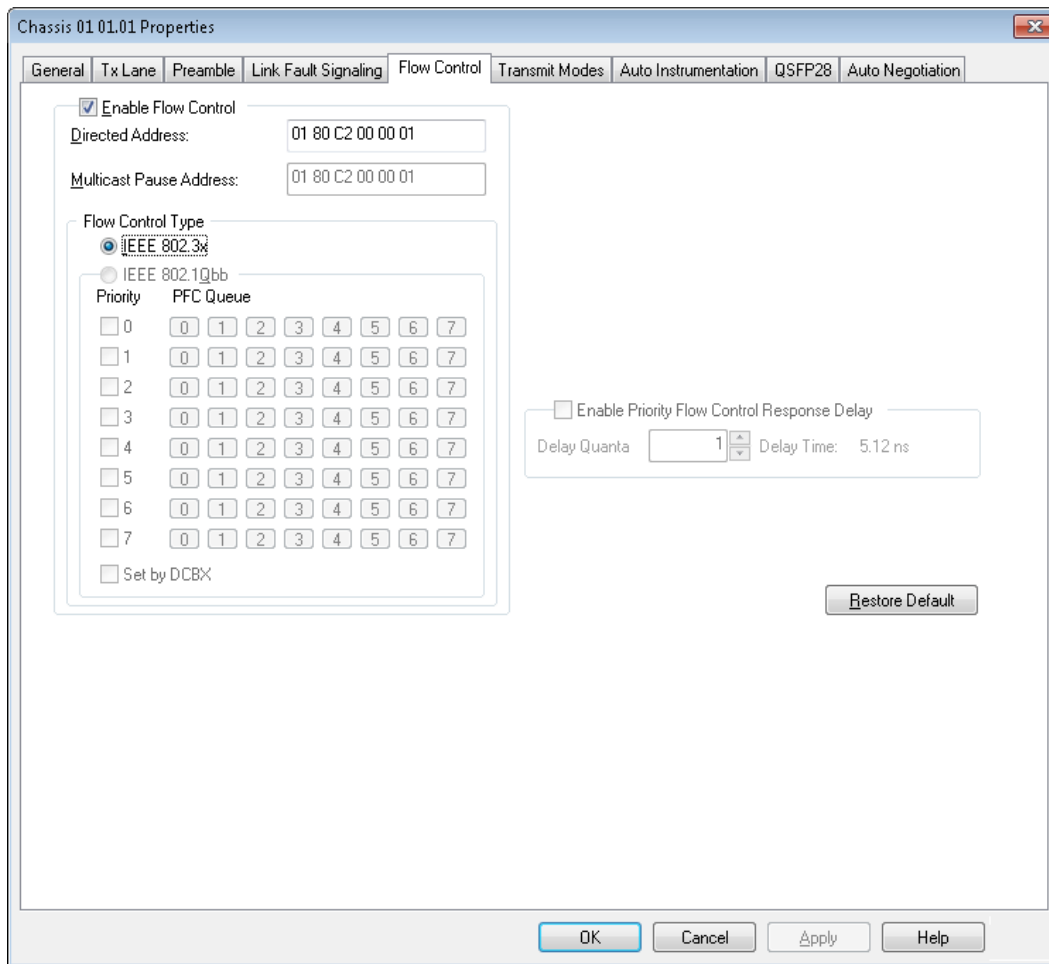 Chassis 01 01.01 Properties
General Tx Lane Preamble Link Fault Signaling Flow Control Transmit Modes Auto Instrumentation QSFP28 Auto Negotiation
Enable Flow Control
Directed Address: 01 80 C2 00 00 01
Multicast Pause Address: 01 80 C2 00 00 01
Flow Control Type
IEEE 802.3x
IEEE 802.1Qbb
Priority PFC Queue
0 0 1 2 3 4 5 6 7
1 0 1 2 3 4 5 6 7
2 0 1 2 3 4 5 6 7
3 0 1 2 3 4 5 6 7
4 0 1 2 3 4 5 6 7
5 0 1 2 3 4 5 6 7
6 0 1 2 3 4 5 6 7
7 0 1 2 3 4 5 6 7
Set by DCBX
Enable Priority Flow Control Response Delay
Delay Quanta 1 Delay Time: 5.12 ns
Restore Default
OK Cancel Apply Help